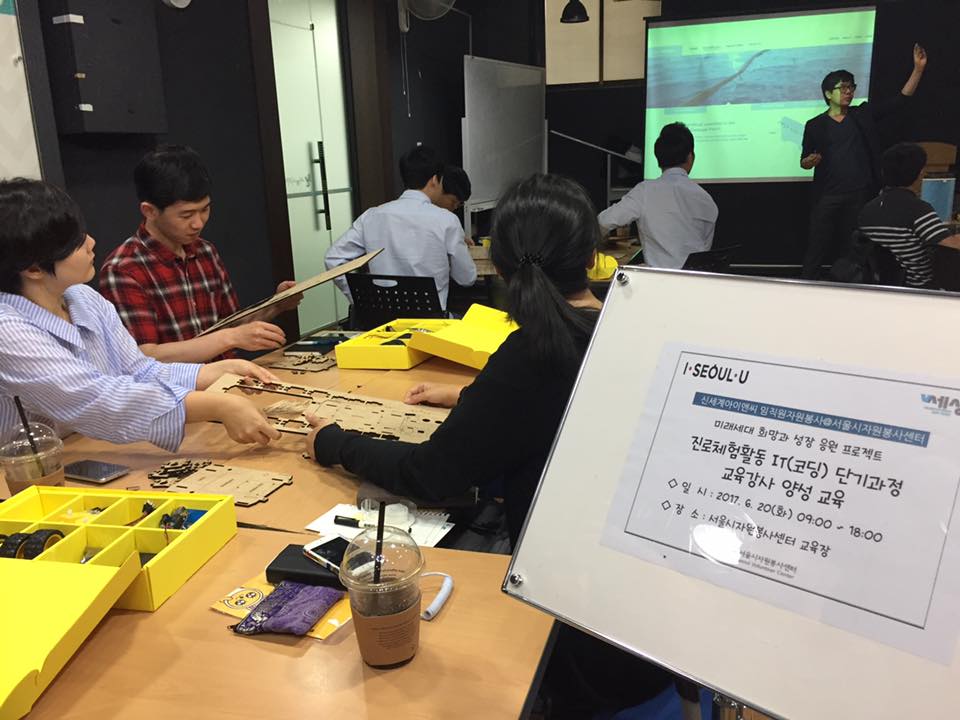 I·SEOUL·U
신세계아이앤씨 임직원자원봉사@서울시자원봉사센터
미래세대 희망과 성장 응원 프로젝트
진로체험활동 IT(코딩) 단기과정
교육강사 양성 교육
◇ 일 시 : 2017. 6. 20(화) 09:00 ~ 18:00
◇ 장 소 : 서울시자원봉사센터 교육장
서울시자원봉사센터
Seoul Volunteer Center